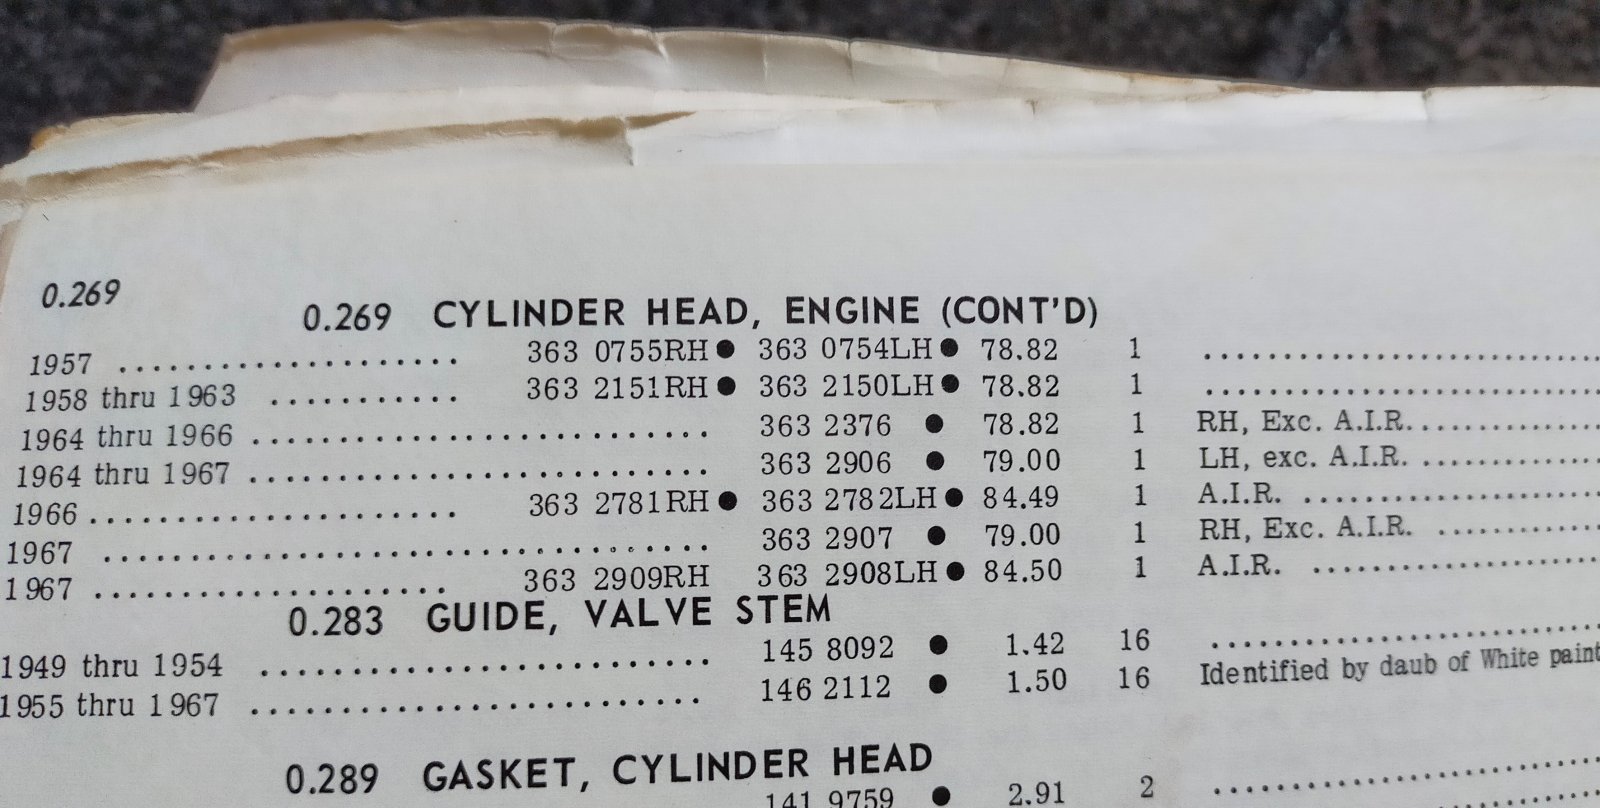 0.269
0.269 CYLINDER HEAD, ENGINE (CONT'D)
1957 .................... 363 0755RH ● 363 0754LH ● 78.82 1 ....................
1958 thru 1963 ........... 363 2151RH ● 363 2150LH ● 78.82 1 ....................
1964 thru 1966 ......................... 363 2376 ● 78.82 1 RH, Exc. A.I.R. .............
1964 thru 1967 ......................... 363 2906 ● 79.00 1 LH, exc. A.I.R. ............
1966 ...................... 363 2781RH ● 363 2782LH ● 84.49 1 A.I.R. ..................
1967 ................................ 363 2907 ● 79.00 1 RH, Exc. A.I.R. ...........
1967 ..................... 363 2909RH 363 2908LH ● 84.50 1 A.I.R. ..................
0.283 GUIDE, VALVE STEM
1949 thru 1954 ......................... 145 8092 ● 1.42 16 ....................
1955 thru 1967 ......................... 146 2112 ● 1.50 16 Identified by daub of White paint
0.289 GASKET, CYLINDER HEAD
141 9759 ● 2.91 2 ....................